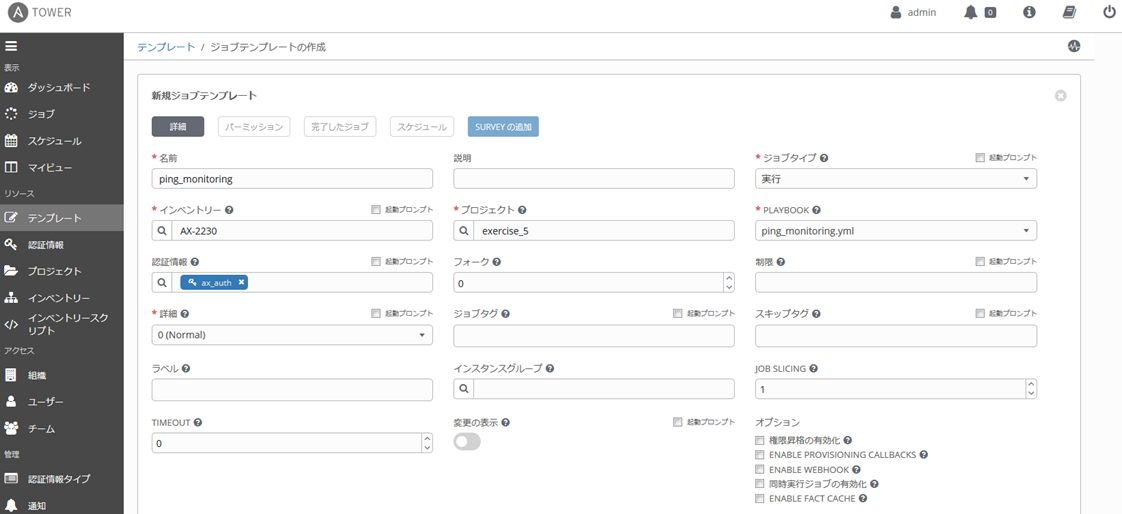 TOWER
admin
0
テンプレート / ジョブテンプレートの作成
表示
ダッシュボード
ジョブ
スケジュール
マイビュー
リソース
テンプレート
認証情報
プロジェクト
インベントリー
インベントリースク
リプト
アクセス
組織
ユーザー
チーム
管理
認証情報タイプ
通知
新規ジョブテンプレート
詳細 パーミッション 完了したジョブ スケジュール SURVEY の追加
* 名前
ping_monitoring
説明
* ジョブタイプ 起動プロンプト
実行
* インベントリー 起動プロンプト
AX-2230
* プロジェクト
exercise_5
* PLAYBOOK
ping_monitoring.yml
認証情報 起動プロンプト
ax_auth
フォーク
0
制限 起動プロンプト
* 詳細 起動プロンプト
0 (Normal)
ジョブタグ 起動プロンプト
スキップタグ 起動プロンプト
ラベル
インスタンスグループ
JOB SLICING
1
TIMEOUT
0
変更の表示 起動プロンプト
オプション
権限昇格の有効化
ENABLE PROVISIONING CALLBACKS
ENABLE WEBHOOK
同時実行ジョブの有効化
ENABLE FACT CACHE